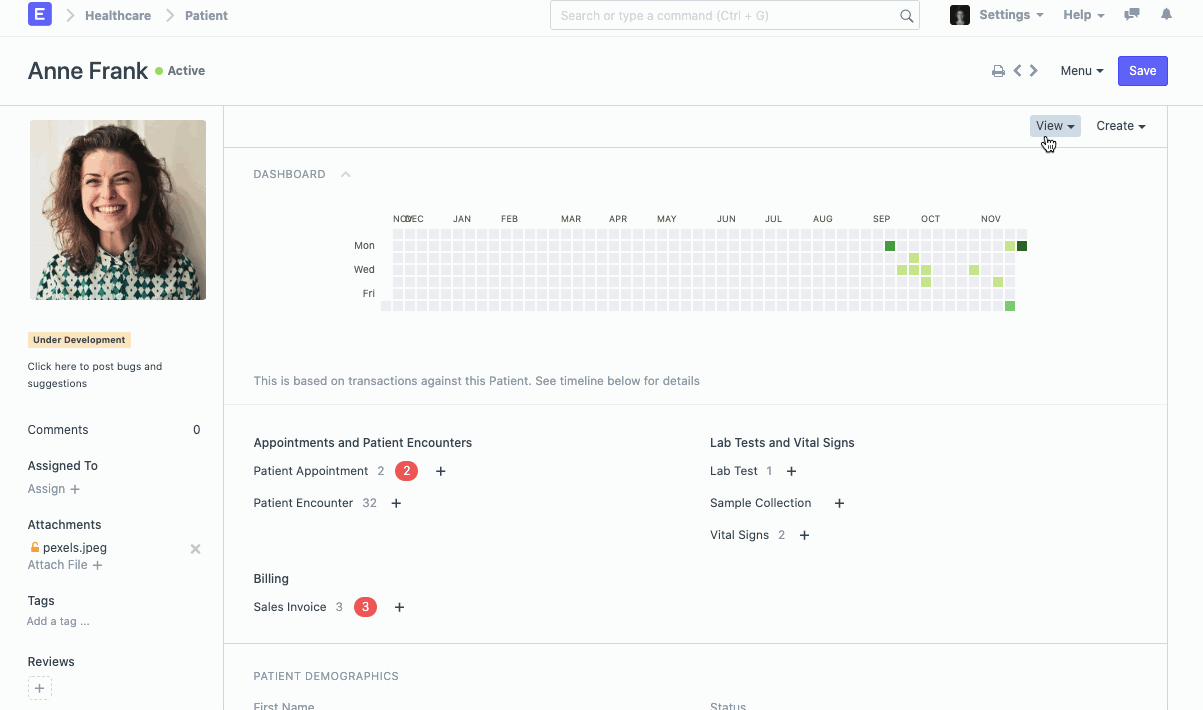 E Healthcare Patient
Search or type a command (Ctrl + G)
Settings Help
Anne Frank Active
Menu Save
View Create
DASHBOARD
NOV DEC JAN FEB MAR APR MAY JUN JUL AUG SEP OCT NOV
Mon
Wed
Fri
Under Development
Click here to post bugs and
suggestions
This is based on transactions against this Patient. See timeline below for details
Comments 0
Assigned To
Assign +
Attachments
pexels.jpeg
Attach File +
Tags
Add a tag ...
Reviews
+
Appointments and Patient Encounters
Patient Appointment 2 2 +
Patient Encounter 32 +
Lab Tests and Vital Signs
Lab Test 1 +
Sample Collection +
Vital Signs 2 +
Billing
Sales Invoice 3 3 +
PATIENT DEMOGRAPHICS
First Name
Status